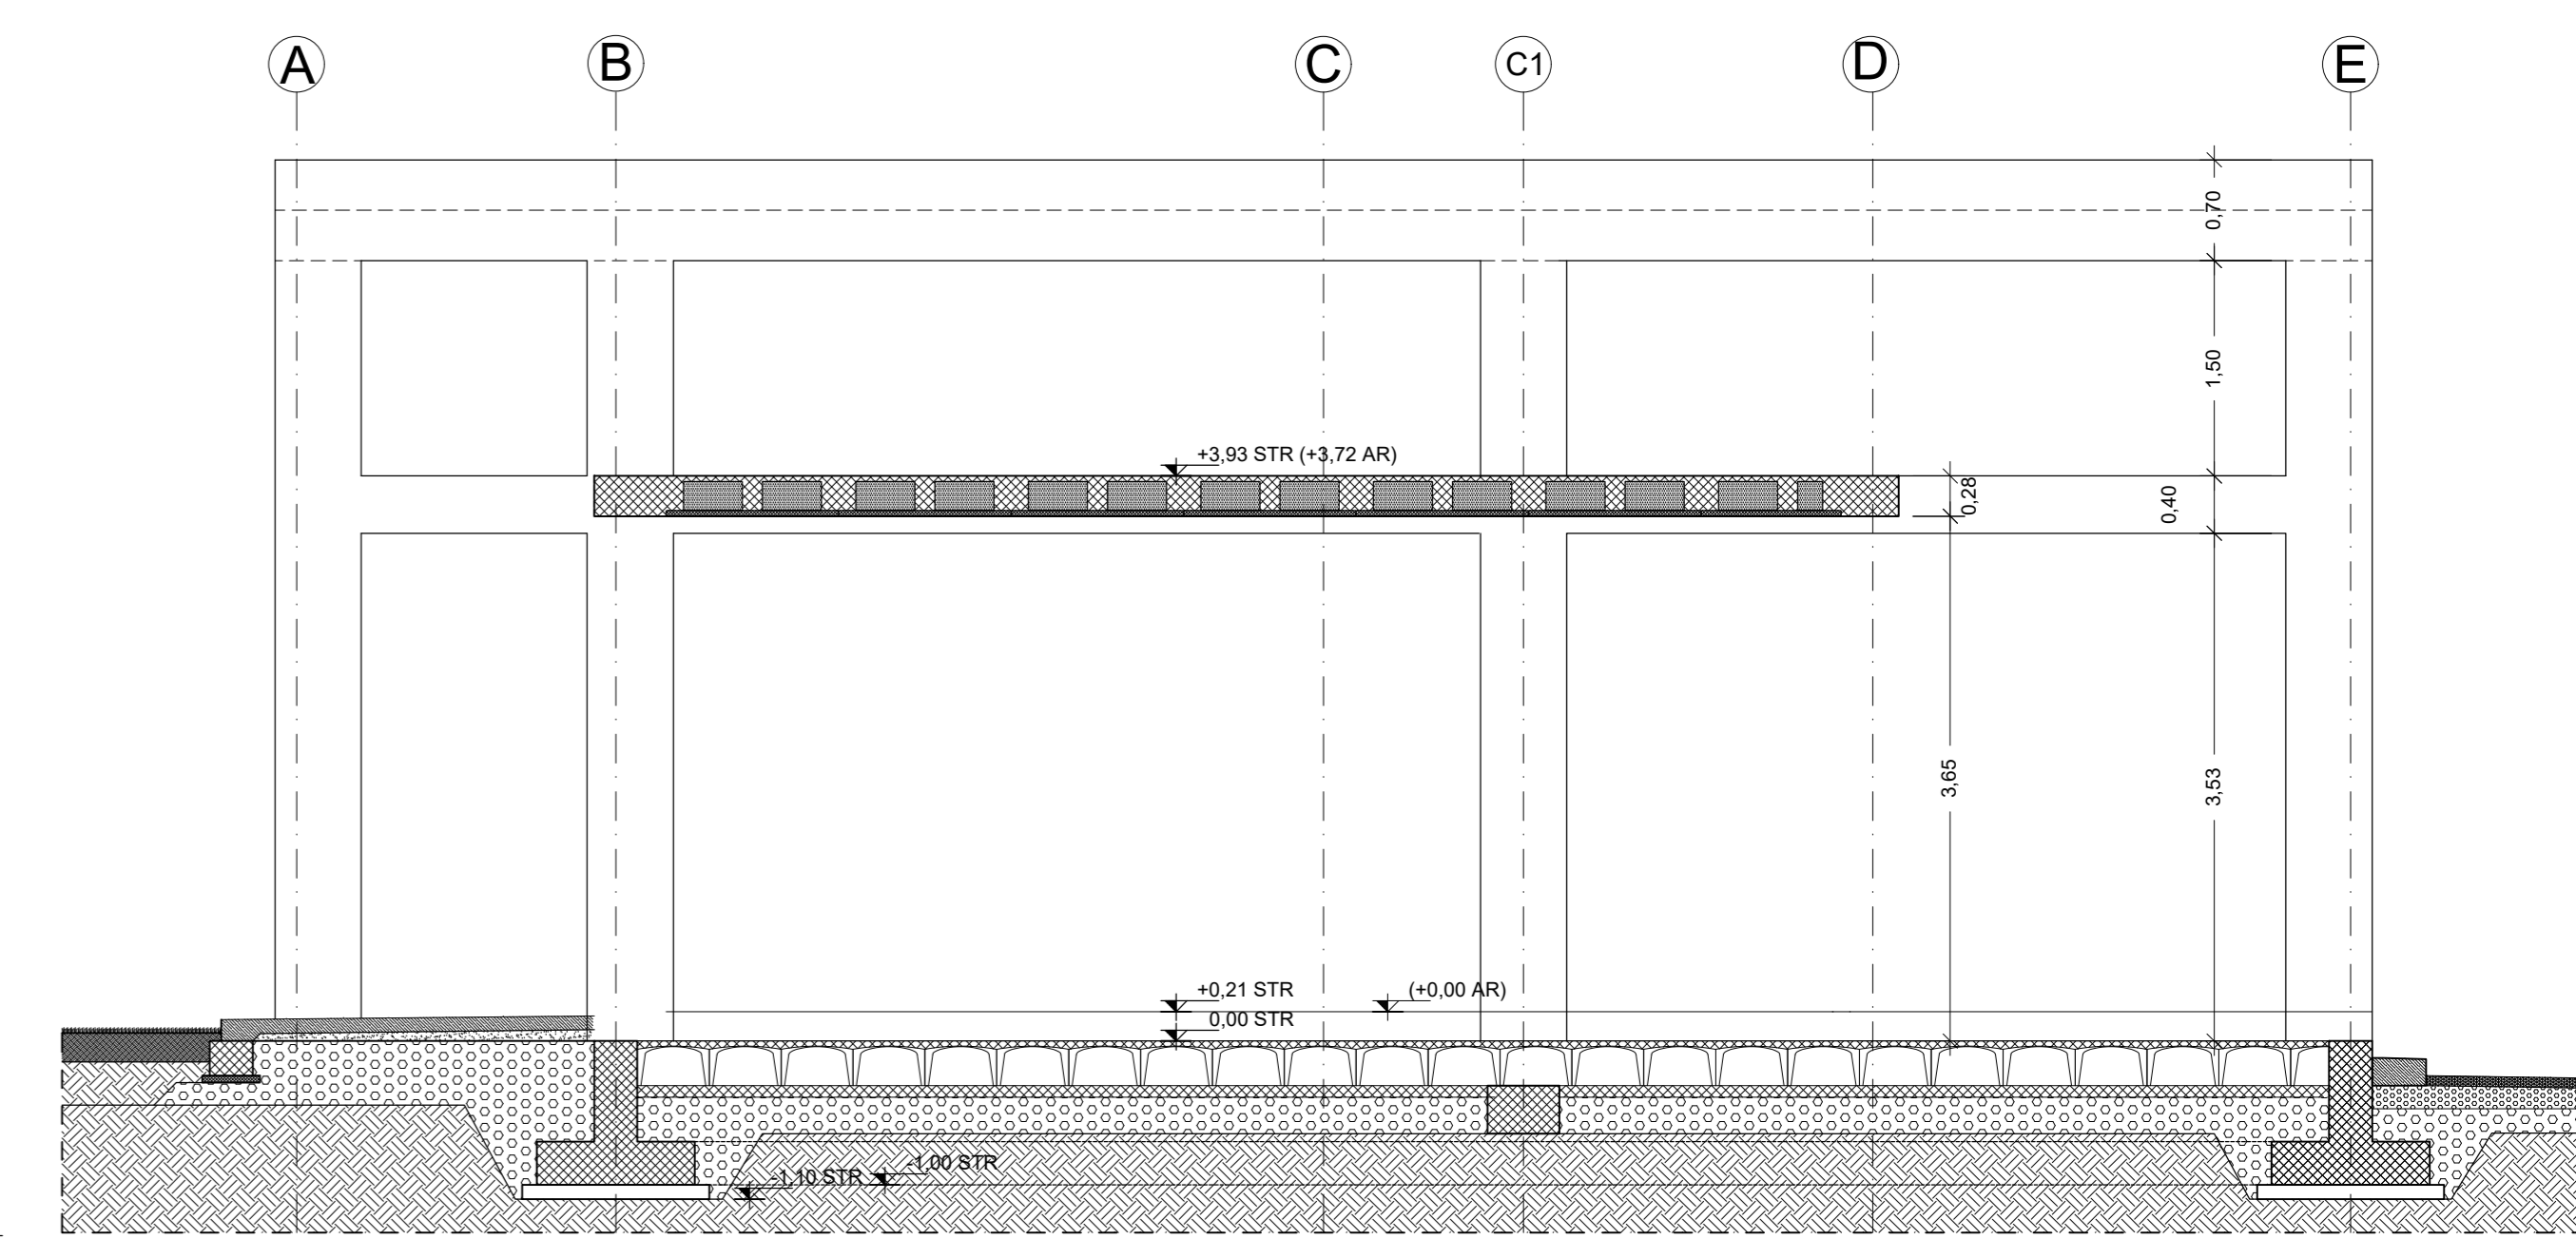 A B C C1 D E
0,70
1,50
+3,93 STR (+3,72 AR)
0,28
0,40
3,65
3,53
+0,21 STR (+0,00 AR)
0,00 STR
-1,00 STR
-1,10 STR